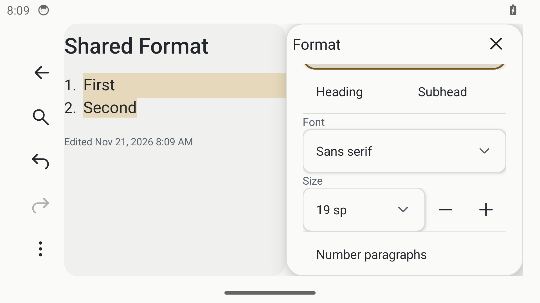 8:09
Shared Format
1. First
2. Second
Edited Nov 21, 2026 8:09 AM
Format
Heading Subhead
Font
Sans serif
Size
19 sp
Number paragraphs